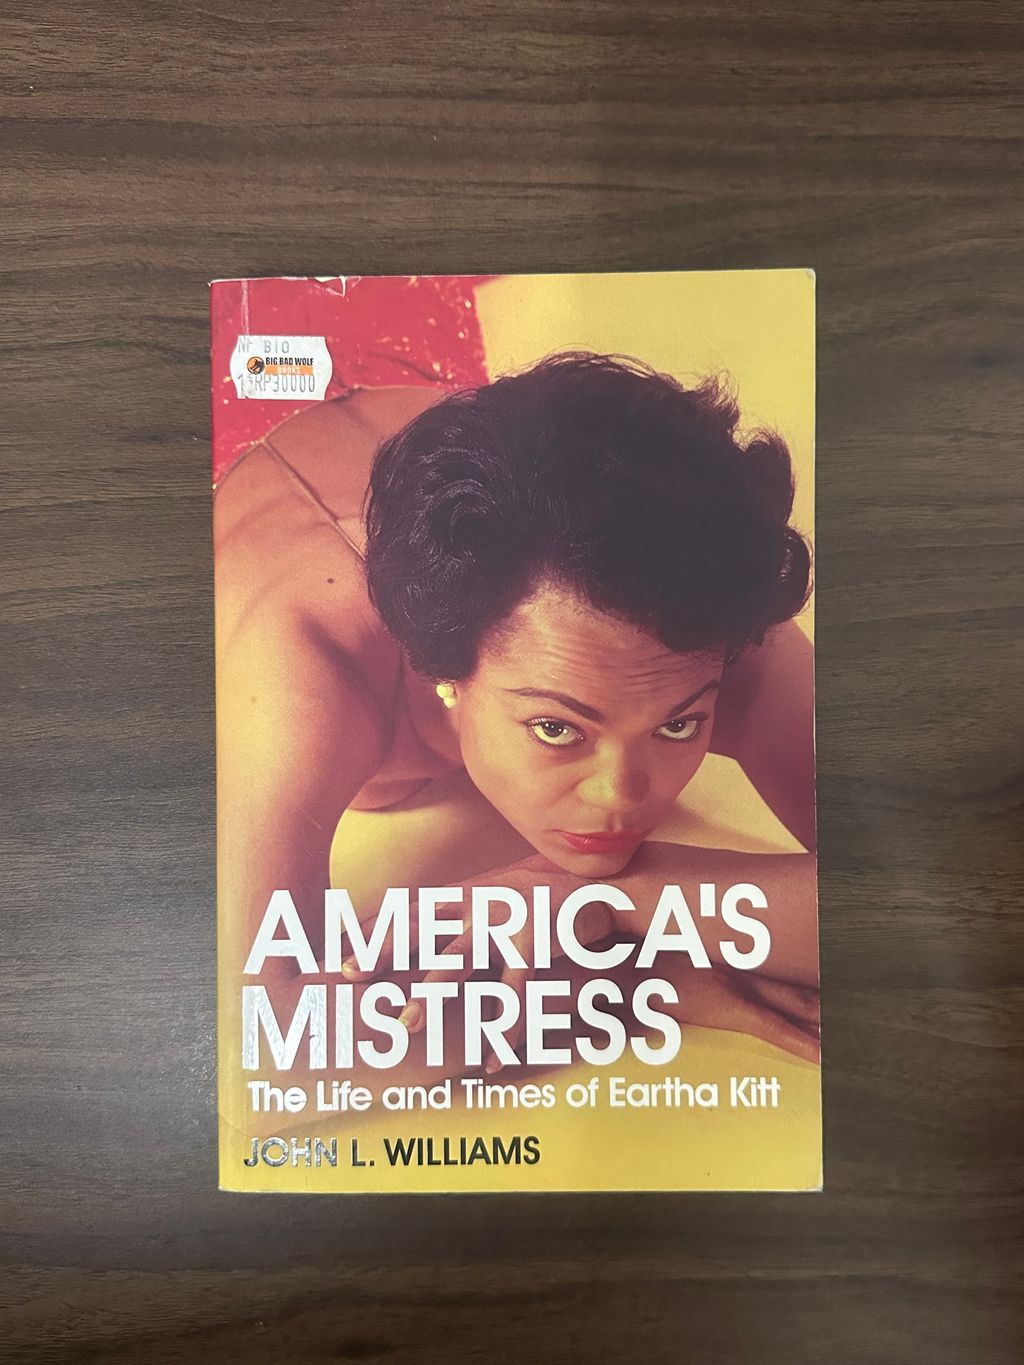 NF BIO
BIG BAD WOLF
BOOKS
RP30000
AMERICA'S
MISTRESS
The Life and Times of Eartha Kitt
JOHN L. WILLIAMS